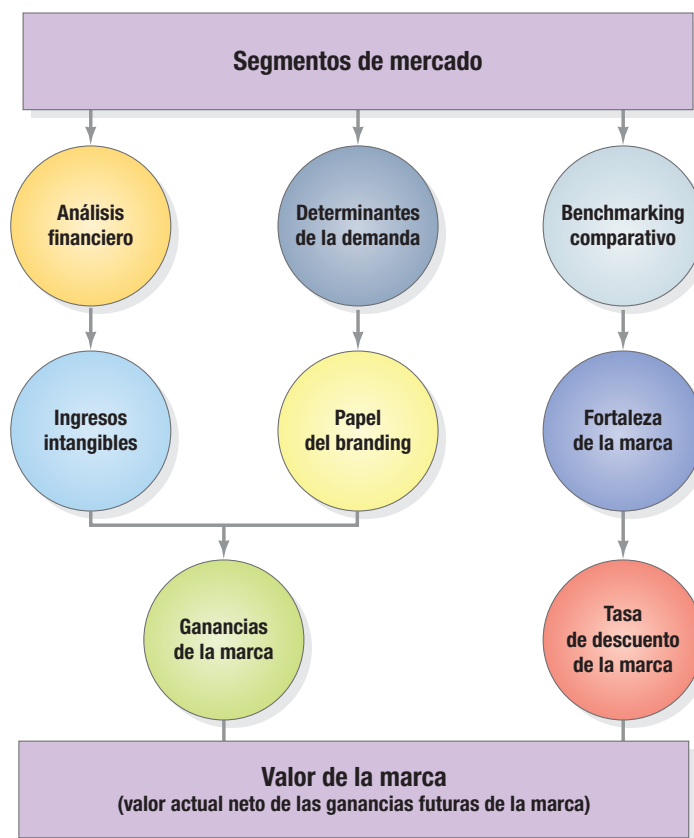 Segmentos de mercado
Análisis
financiero
Determinantes
de la demanda
Benchmarking
comparativo
Ingresos
intangibles
Papel
del branding
Fortaleza
de la marca
Ganancias
de la marca
Tasa
de descuento
de la marca
Valor de la marca
(valor actual neto de las ganancias futuras de la marca)